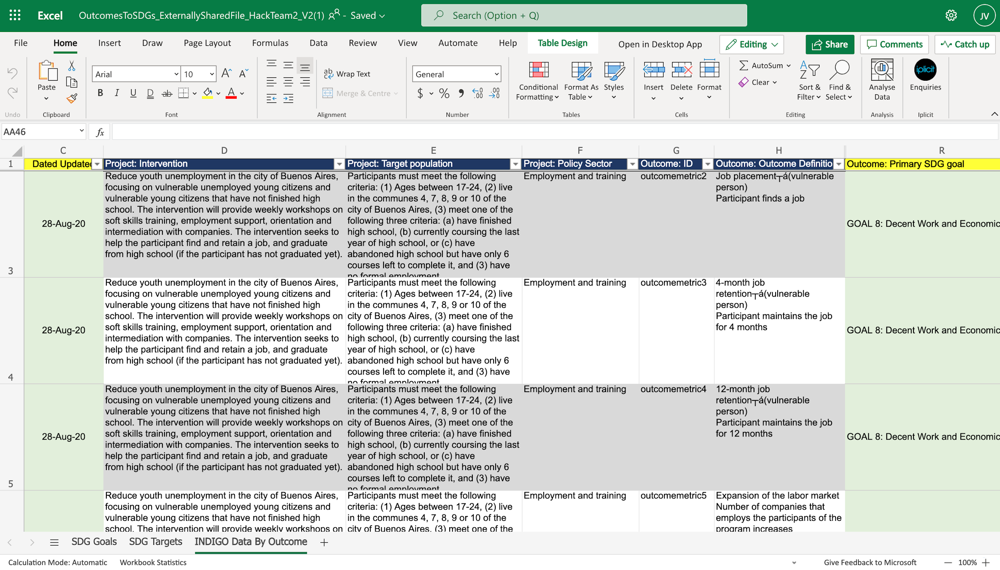 Excel OutcomesToSDGs_ExternallySharedFile_HackTeam2_V2(1) - Saved Search (Option + Q) JV
File Home Insert Draw Page Layout Formulas Data Review View Automate Help Table Design Open in Desktop App Editing Share Comments Catch up
Undo
Paste
Clipboard
Arial 10
B I U D ab A
Font
Wrap Text
Merge & Centre
Alignment
General
$ % .00
Number
Conditional Formatting
Format As Table
Styles
Tables
Insert
Delete
Format
Cells
AutoSum
Clear
Sort & Filter
Find & Select
Editing
Analyse Data
Analysis
iplicit
Enquiries
Iplicit
AA46 fx
C D E F G H R
1 Dated Update Project: Intervention Project: Target population Project: Policy Sector Outcome: ID Outcome: Outcome Definitio Outcome: Primary SDG goal
3
28-Aug-20
Reduce youth unemployment in the city of Buenos Aires,
focusing on vulnerable unemployed young citizens and
vulnerable young citizens that have not finished high
school. The intervention will provide weekly workshops on
soft skills training, employment support, orientation and
intermediation with companies. The intervention seeks to
help the participant find and retain a job, and graduate
from high school (if the participant has not graduated yet).
Participants must meet the following
criteria: (1) Ages between 17-24, (2) live
in the communes 4, 7, 8, 9 or 10 of the
city of Buenos Aires, (3) meet one of the
following three criteria: (a) have finished
high school, (b) currently coursing the last
year of high school, or (c) have
abandoned high school but have only 6
courses left to complete it, and (3) have
no formal employment
Employment and training
outcomemetric2
Job placement┬á(vulnerable
person)
Participant finds a job
GOAL 8: Decent Work and Economic
4
28-Aug-20
Reduce youth unemployment in the city of Buenos Aires,
focusing on vulnerable unemployed young citizens and
vulnerable young citizens that have not finished high
school. The intervention will provide weekly workshops on
soft skills training, employment support, orientation and
intermediation with companies. The intervention seeks to
help the participant find and retain a job, and graduate
from high school (if the participant has not graduated yet).
Participants must meet the following
criteria: (1) Ages between 17-24, (2) live
in the communes 4, 7, 8, 9 or 10 of the
city of Buenos Aires, (3) meet one of the
following three criteria: (a) have finished
high school, (b) currently coursing the last
year of high school, or (c) have
abandoned high school but have only 6
courses left to complete it, and (3) have
no formal employment
Employment and training
outcomemetric3
4-month job
retention┬á(vulnerable
person)
Participant maintains the job
for 4 months
GOAL 8: Decent Work and Economic
5
28-Aug-20
Reduce youth unemployment in the city of Buenos Aires,
focusing on vulnerable unemployed young citizens and
vulnerable young citizens that have not finished high
school. The intervention will provide weekly workshops on
soft skills training, employment support, orientation and
intermediation with companies. The intervention seeks to
help the participant find and retain a job, and graduate
from high school (if the participant has not graduated yet).
Participants must meet the following
criteria: (1) Ages between 17-24, (2) live
in the communes 4, 7, 8, 9 or 10 of the
city of Buenos Aires, (3) meet one of the
following three criteria: (a) have finished
high school, (b) currently coursing the last
year of high school, or (c) have
abandoned high school but have only 6
courses left to complete it, and (3) have
no formal employment
Employment and training
outcomemetric4
12-month job
retention┬á(vulnerable
person)
Participant maintains the job
for 12 months
GOAL 8: Decent Work and Economic
Reduce youth unemployment in the city of Buenos Aires,
focusing on vulnerable unemployed young citizens and
vulnerable young citizens that have not finished high
school. The intervention will provide weekly workshops on
Participants must meet the following
criteria: (1) Ages between 17-24, (2) live
in the communes 4, 7, 8, 9 or 10 of the
city of Buenos Aires, (3) meet one of the
Employment and training
outcomemetric5
Expansion of the labor market
Number of companies that
employs the participants of the
program increases
SDG Goals SDG Targets INDIGO Data By Outcome
Calculation Mode: Automatic Workbook Statistics Give Feedback to Microsoft 100%